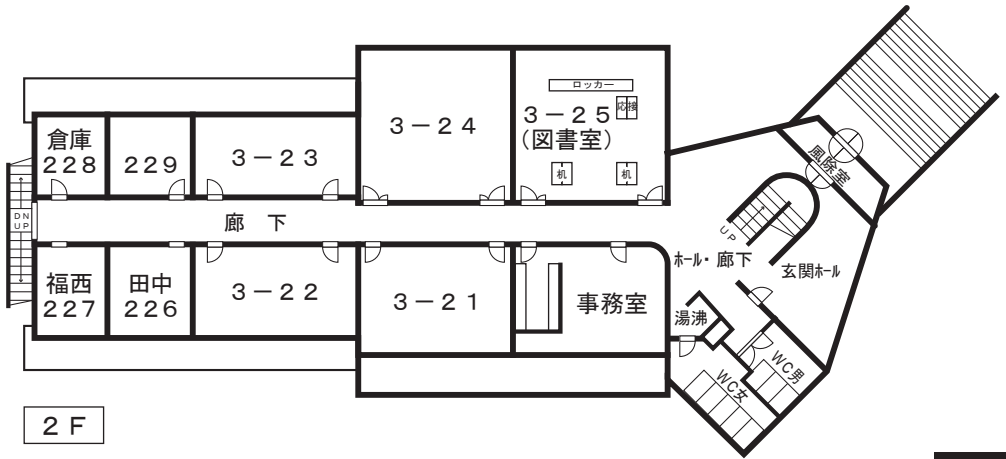 ロッカー
応接
3-24
3-25
(図書室)
机
机
倉庫
228
229
3-23
風除室
DN
UP
廊 下
UP
ホール・廊下
玄関ホール
福西
227
田中
226
3-22
3-21
事務室
湯沸
WC女
WC男
2F